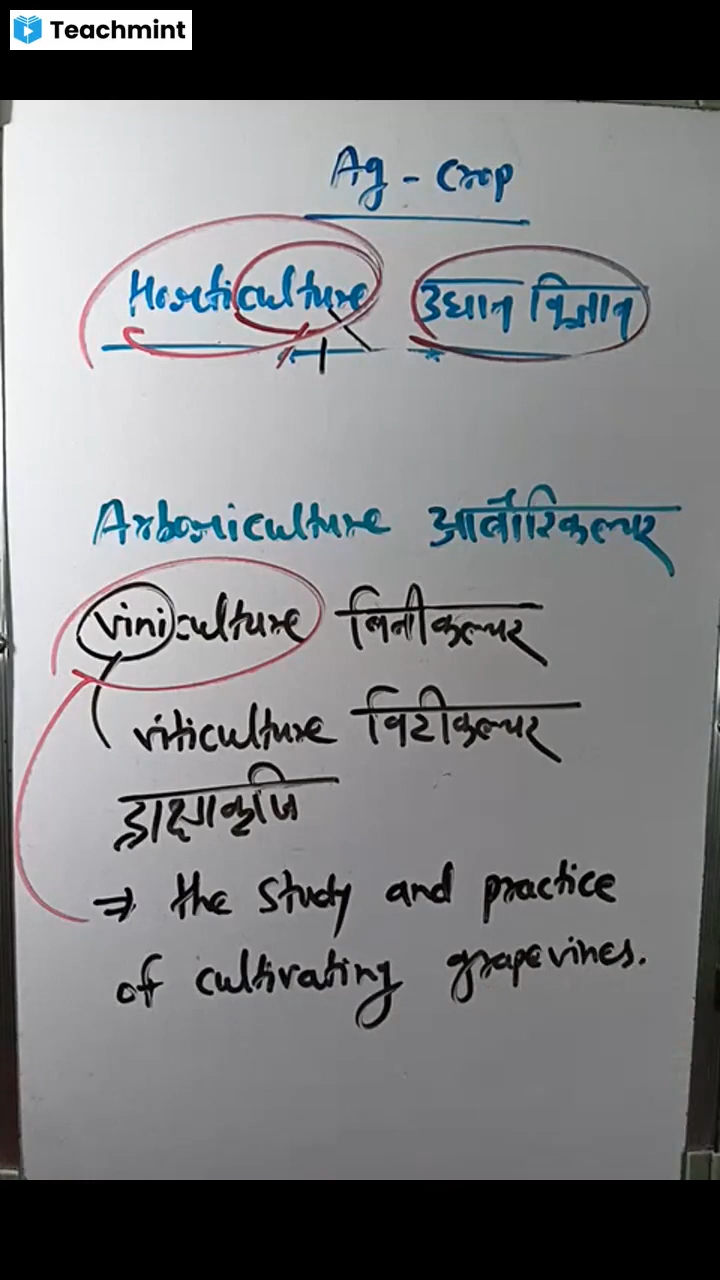 Teachmint
Ag - Crop
Horticulture उद्यान विज्ञान
Arboriculture आर्बोरिकल्चर
viniculture विनीकल्चर
viticulture विटीकल्चर
द्राक्षाकृषि
⇒ the study and practice
of cultivating grapevines.